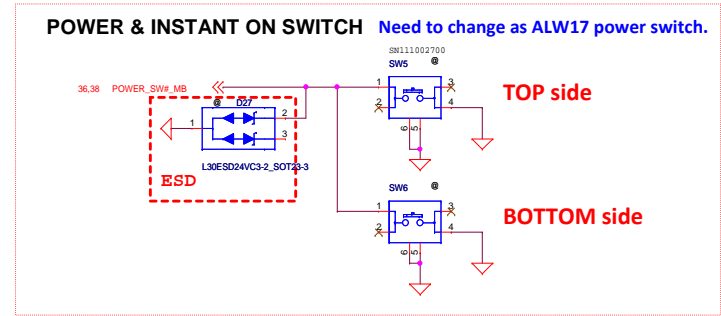 POWER & INSTANT ON SWITCH Need to change as ALW17 power switch.
SN111002700
SW5 @
36,38 POWER_SW#_MB
1 3
2 4
6 5
TOP side
@ D27
1 2
3
L30ESD24VC3-2_SOT23-3
ESD
SW6 @
1 3
2 4
6 5
BOTTOM side